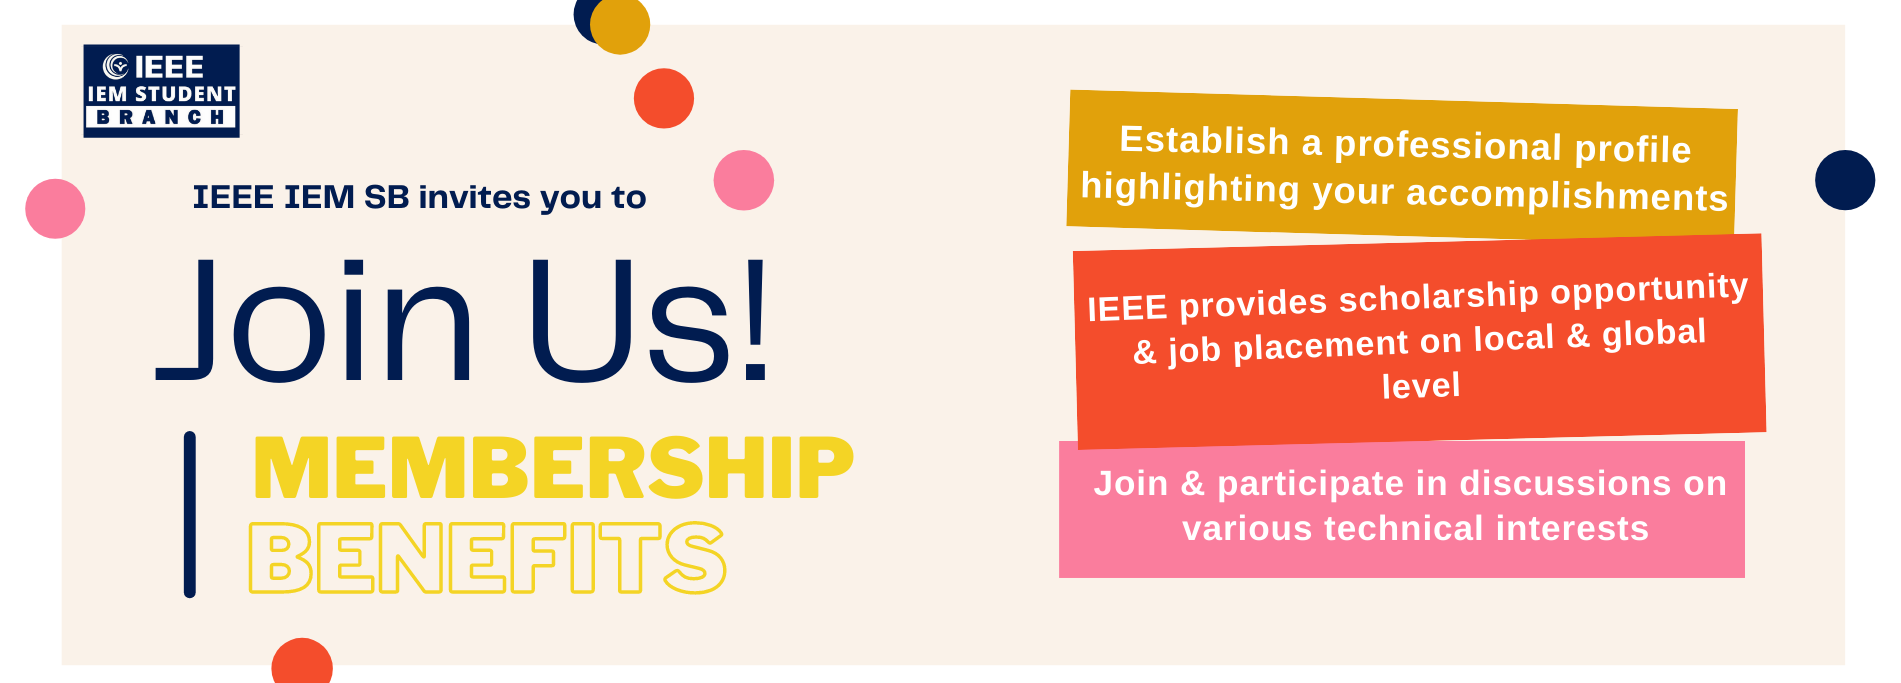 IEEE
IEM STUDENT
BRANCH
IEEE IEM SB invites you to
Join Us!
MEMBERSHIP
BENEFITS
Establish a professional profile
highlighting your accomplishments
IEEE provides scholarship opportunity
& job placement on local & global
level
Join & participate in discussions on
various technical interests